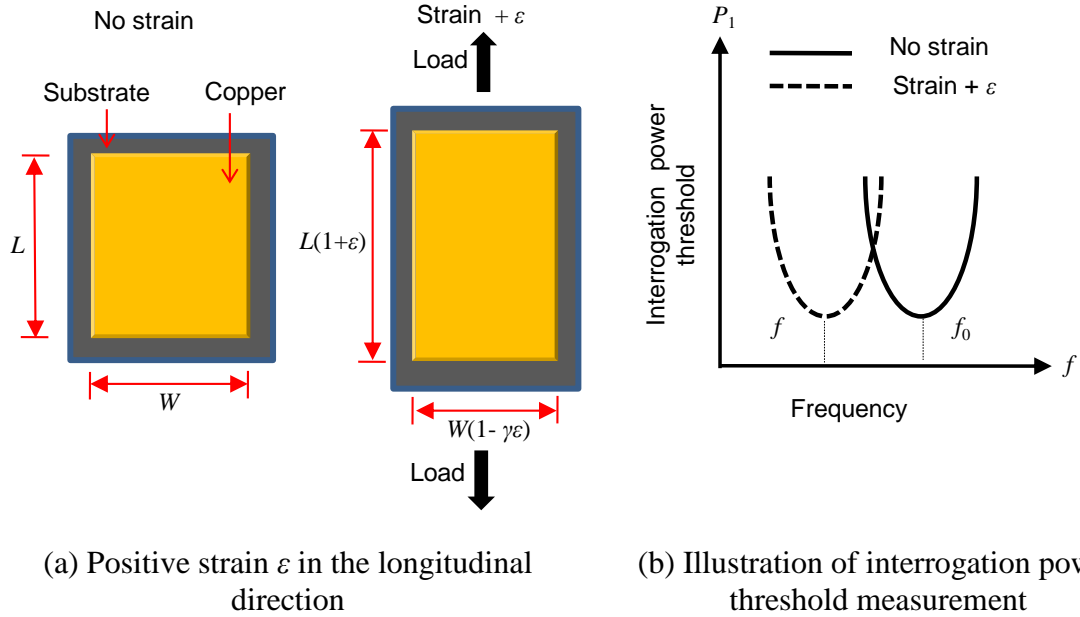 No strain
Substrate
Copper
L
W
Strain + ε
Load
L(1+ε)
W(1- γε)
Load
(a) Positive strain ε in the longitudinal
direction
P1
No strain
Strain + ε
Interrogation power
threshold
f
f0
f
Frequency
(b) Illustration of interrogation pow
threshold measurement